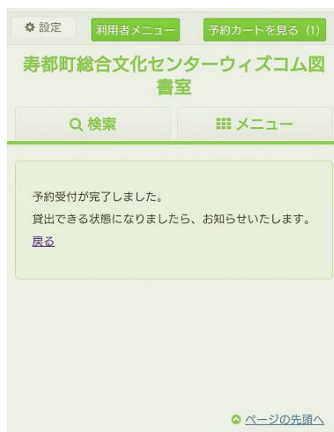 設定
利用者メニュー
予約カートを見る (1)
寿都町総合文化センターウィズコム図
書室
検索
メニュー
予約受付が完了しました。
貸出できる状態になりましたら、お知らせいたします。
戻る
ページの先頭へ